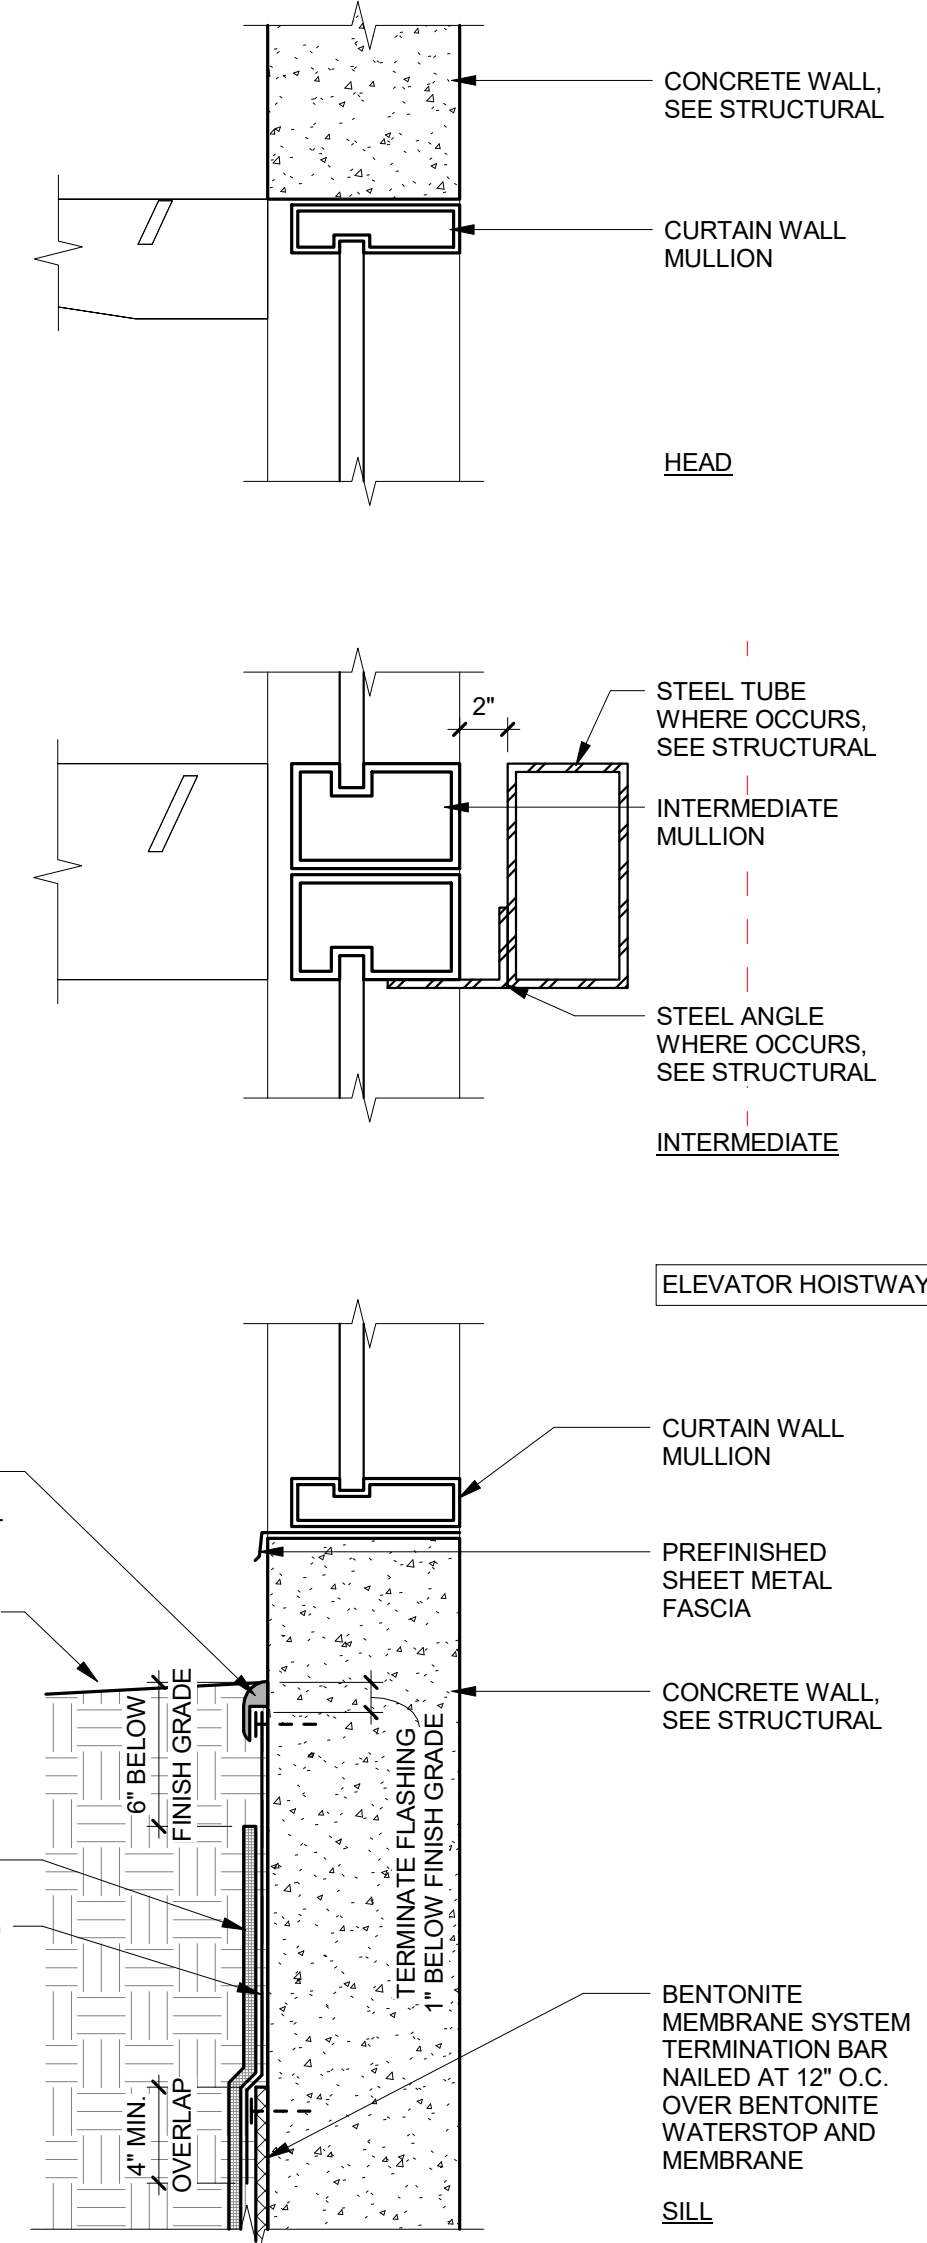 CONCRETE WALL,
SEE STRUCTURAL
CURTAIN WALL
MULLION
HEAD
2"
STEEL TUBE
WHERE OCCURS,
SEE STRUCTURAL
INTERMEDIATE
MULLION
STEEL ANGLE
WHERE OCCURS,
SEE STRUCTURAL
INTERMEDIATE
ELEVATOR HOISTWAY
CURTAIN WALL
MULLION
PREFINISHED
SHEET METAL
FASCIA
CONCRETE WALL,
SEE STRUCTURAL
6" BELOW
FINISH GRADE
TERMINATE FLASHING
1" BELOW FINISH GRADE
4" MIN.
OVERLAP
BENTONITE
MEMBRANE SYSTEM
TERMINATION BAR
NAILED AT 12" O.C.
OVER BENTONITE
WATERSTOP AND
MEMBRANE
SILL